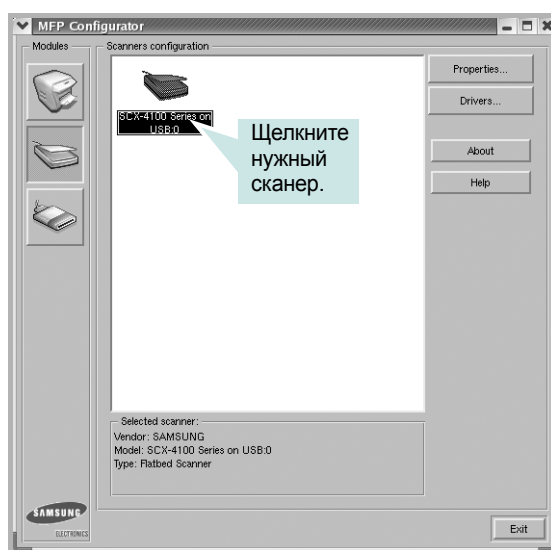 MFP Configurator
Modules
Scanners configuration
SCX-4100 Series on
USB:0
Щелкните
нужный
сканер.
Properties...
Drivers...
About
Help
Selected scanner:
Vendor: SAMSUNG
Model: SCX-4100 Series on USB:0
Type: Flatbed Scanner
SAMSUNG
ELECTRONICS
Exit